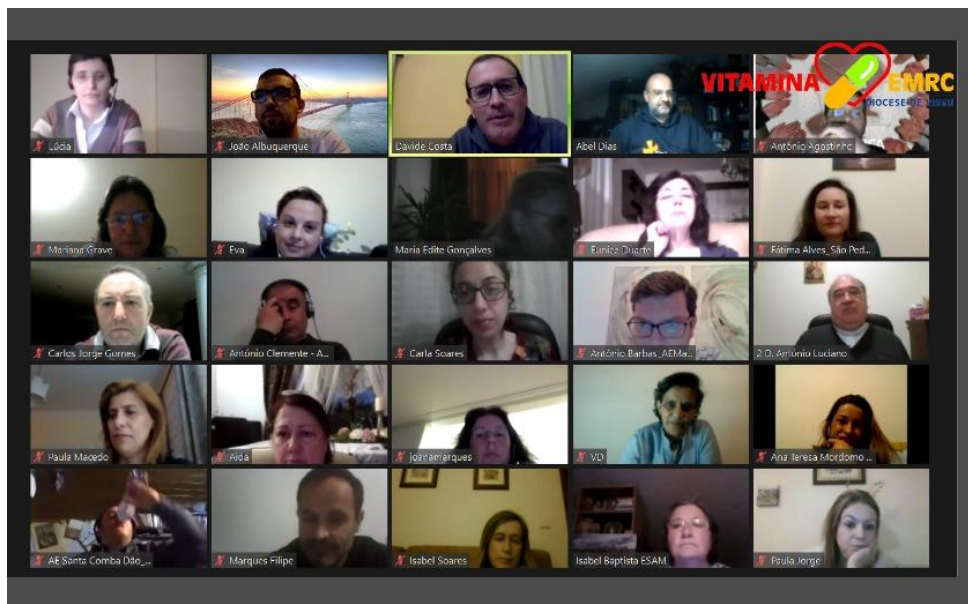 VITAMINA EMRC
DIOCESE DE VISEU
Lúcia
João Albuquerque
Davide Costa
Abel Dias
António Agostinho
Mariana Grave
Eva
Maria Edite Gonçalves
Eunice Duarte
Fátima Alves_São Ped...
Carlos Jorge Gomes
António Clemente - A...
Carla Soares
António Barbas_AEMa...
2 D. António Luciano
Paula Macedo
Aida
joanamarques
VD
Ana Teresa Mordomo ...
AE Santa Comba Dão_...
Marques Filipe
Isabel Soares
Isabel Baptista ESAM
Paula Jorge